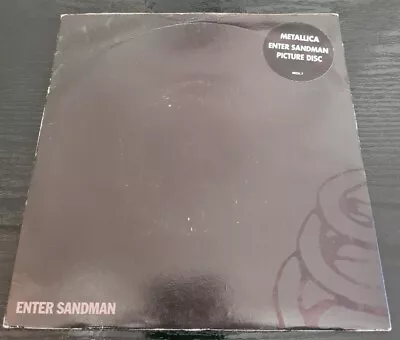 METALLICA
ENTER SANDMAN
PICTURE DISC
ENTER SANDMAN